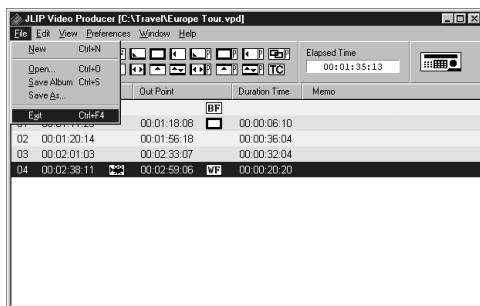 JLIP Video Producer [C:\Travel\Europe Tour.vpd]
File Edit View Preferences Window Help
New Ctrl+N
Open... Ctrl+O
Save Album Ctrl+S
Save As...
Exit Ctrl+F4
P P P P
P P P TC
Elapsed Time
00:01:35:13
Out Point Duration Time Memo
BF
00:01:18:08 00:00:06:10
02 00:01:20:14 00:01:56:18 00:00:36:04
03 00:02:01:03 00:02:33:07 00:00:32:04
04 00:02:38:11 00:02:59:06 WF 00:00:20:20